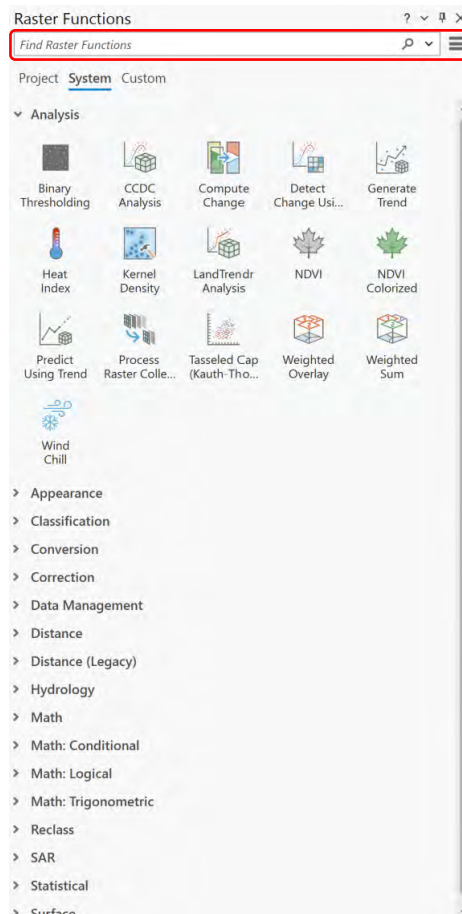 Raster Functions
?
Find Raster Functions
Project System Custom
Analysis
Binary Thresholding
CCDC Analysis
Compute Change
Detect Change Usi...
Generate Trend
Heat Index
Kernel Density
LandTrendr Analysis
NDVI
NDVI Colorized
Predict Using Trend
Process Raster Colle...
Tasseled Cap (Kauth-Tho...
Weighted Overlay
Weighted Sum
Wind Chill
Appearance
Classification
Conversion
Correction
Data Management
Distance
Distance (Legacy)
Hydrology
Math
Math: Conditional
Math: Logical
Math: Trigonometric
Reclass
SAR
Statistical
Surface